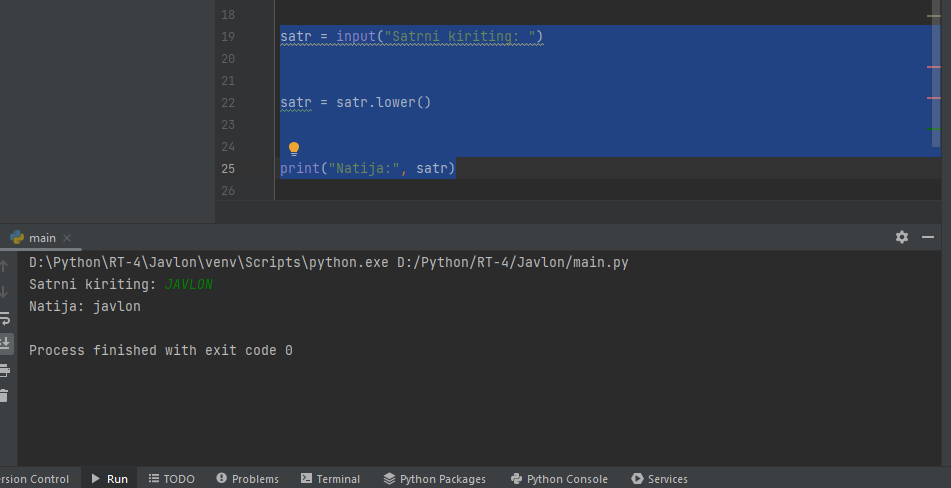 18
19 satr = input("Satrni kiriting: ")
20
21
22 satr = satr.lower()
23
24
25 print("Natija:", satr)
26
main
D:\Python\RT-4\Javlon\venv\Scripts\python.exe D:/Python/RT-4/Javlon/main.py
Satrni kiriting: JAVLON
Natija: javlon
Process finished with exit code 0
ersion Control Run TODO Problems Terminal Python Packages Python Console Services